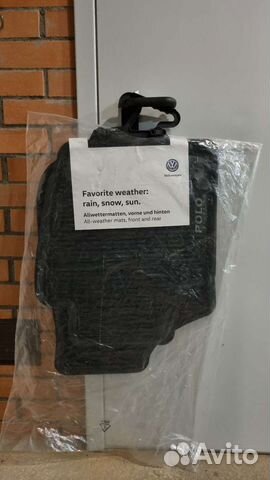 Favorite weather:
rain, snow, sun.
Allwettermatten, vorne und hinten
All-weather mats, front and rear
Volkswagen
POLO
Avito